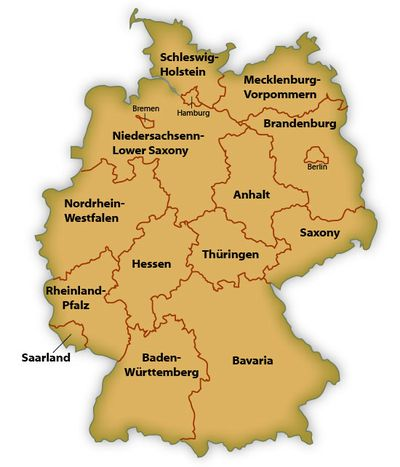 Schleswig-
Holstein
Mecklenburg-
Vorpommern
Bremen
Hamburg
Brandenburg
Niedersachsenn-
Lower Saxony
Berlin
Anhalt
Nordrhein-
Westfalen
Saxony
Thüringen
Hessen
Rheinland-
Pfalz
Saarland
Baden-
Württemberg
Bavaria